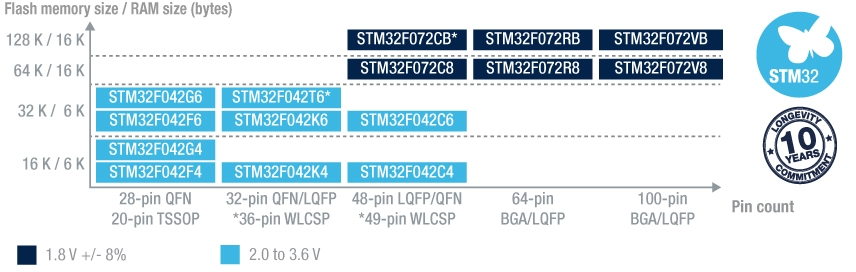 Flash memory size / RAM size (bytes)
128 K / 16 K
STM32F072CB* STM32F072RB STM32F072VB
64 K / 16 K
STM32F072C8 STM32F072R8 STM32F072V8
STM32F042G6 STM32F042T6*
32 K / 6 K
STM32F042F6 STM32F042K6 STM32F042C6
STM32F042G4
16 K / 6 K
STM32F042F4 STM32F042K4 STM32F042C4
28-pin QFN 32-pin QFN/LQFP 48-pin LQFP/QFN 64-pin 100-pin
20-pin TSSOP *36-pin WLCSP *49-pin WLCSP BGA/LQFP BGA/LQFP
Pin count
1.8 V +/- 8% 2.0 to 3.6 V
STM32
LONGEVITY
10
YEARS
COMMITMENT